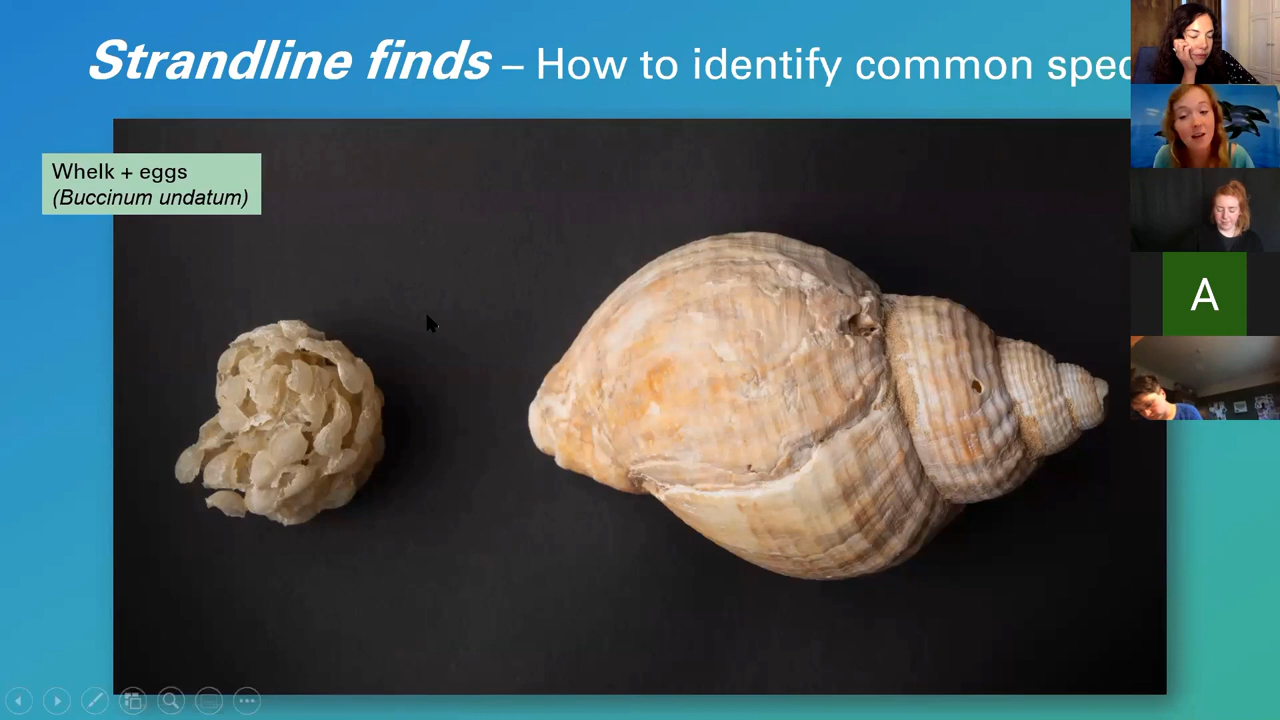 Strandline finds – How to identify common spec
Whelk + eggs
(Buccinum undatum)
A